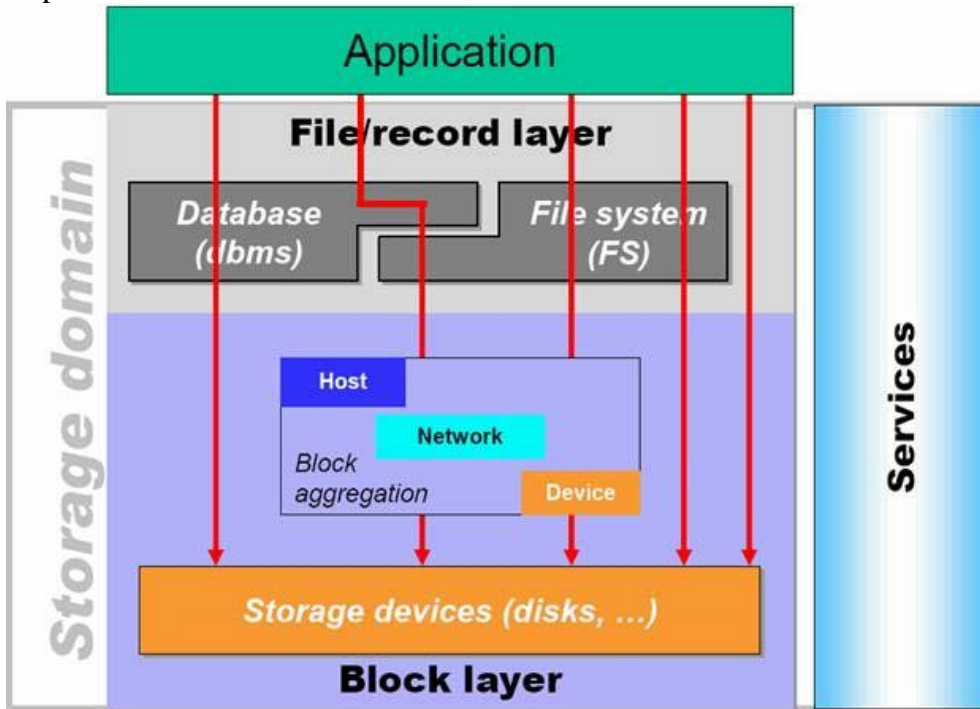 Application
File/record layer
Database
(dbms)
File system
(FS)
Storage domain
Host
Network
Block
aggregation
Device
Storage devices (disks, ...)
Block layer
Services